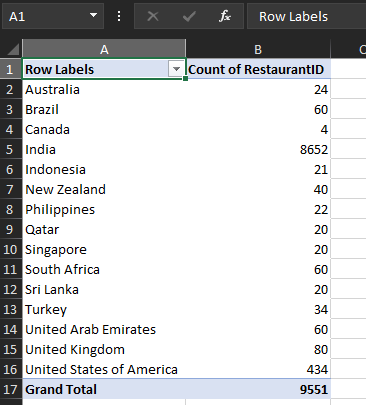 A1 fx Row Labels
A B C
1 Row Labels Count of RestaurantID
2 Australia 24
3 Brazil 60
4 Canada 4
5 India 8652
6 Indonesia 21
7 New Zealand 40
8 Philippines 22
9 Qatar 20
10 Singapore 20
11 South Africa 60
12 Sri Lanka 20
13 Turkey 34
14 United Arab Emirates 60
15 United Kingdom 80
16 United States of America 434
17 Grand Total 9551